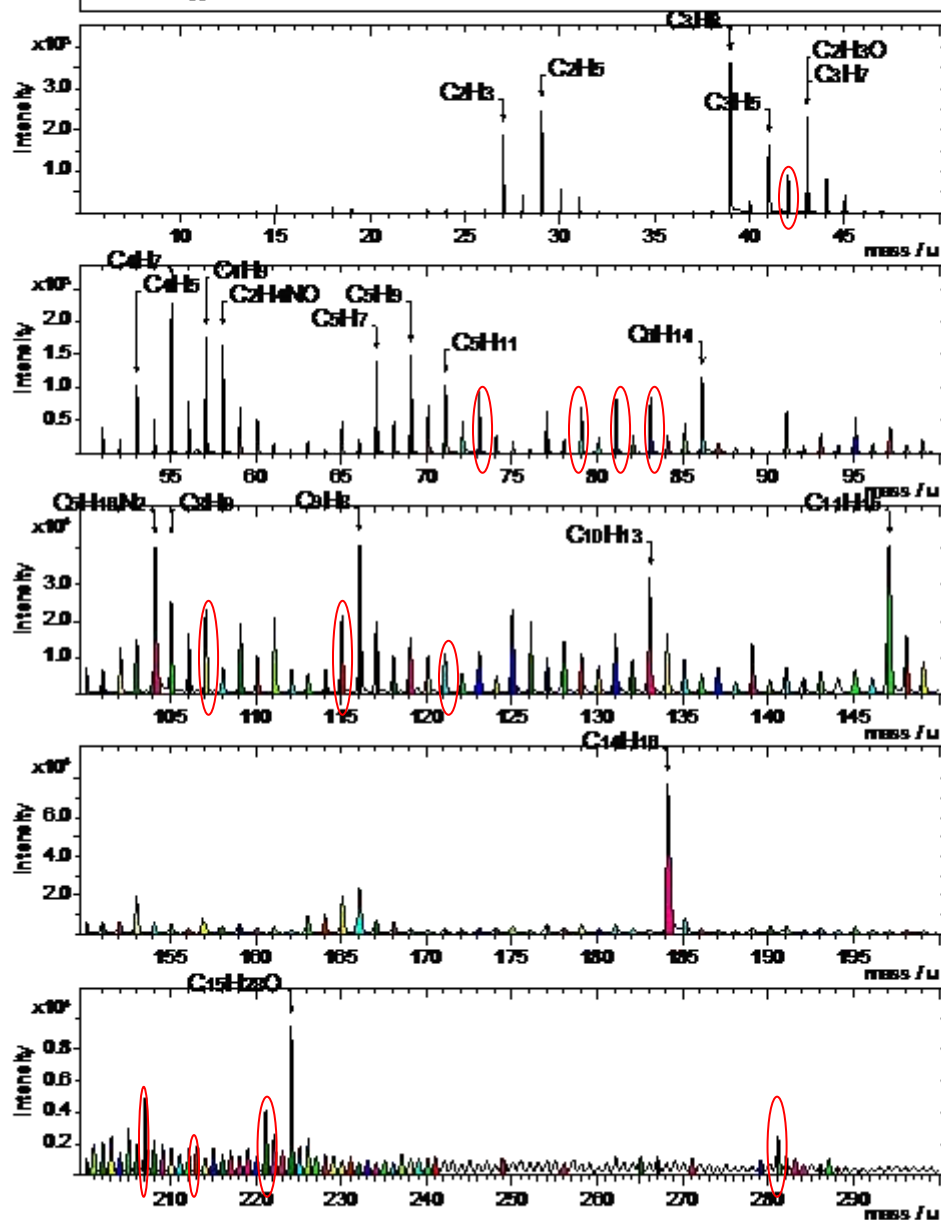 C3H3
x10⁵
C2H3O
C2H5
C3H7
3.0
C2H3
C3H5
2.0
1.0
Intensity
10 15 20 25 30 35 40 45
mass / u
C4H7
C4H9
x10⁵
C4H5
C2H4NO
C5H9
2.0
C5H7
C5H11
C6H14
1.5
1.0
0.5
Intensity
55 60 65 70 75 80 85 90 95
mass / u
C9H8
x10⁴
C10H13
3.0
2.0
1.0
Intensity
105 110 115 120 125 130 135 140 145
mass / u
C14H16
x10⁴
6.0
4.0
2.0
Intensity
155 160 165 170 175 180 185 190 195
mass / u
0.8
0.6
0.4
0.2
Intensity
210 220 230 240 250 260 270 280 290
mass / u